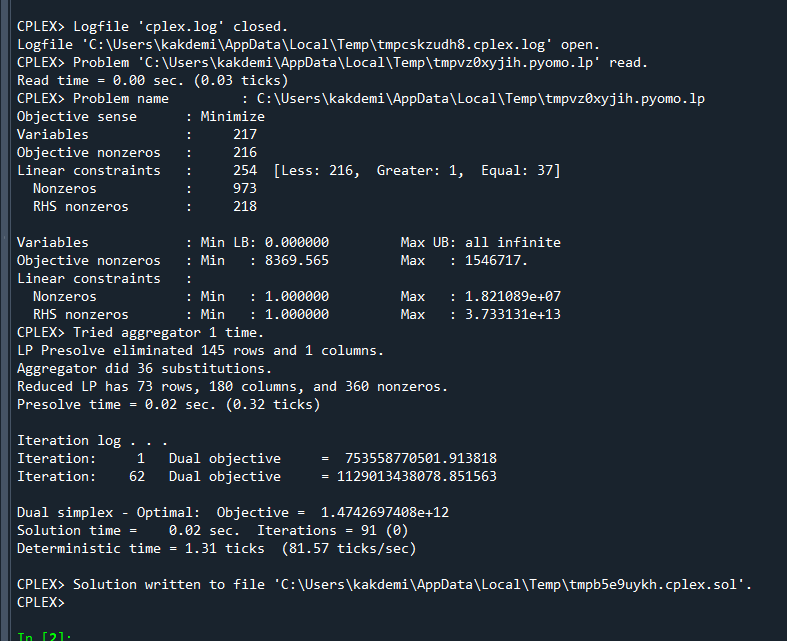 CPLEX> Logfile 'cplex.log' closed.
Logfile 'C:\Users\kakdemi\AppData\Local\Temp\tmpcskzudh8.cplex.log' open.
CPLEX> Problem 'C:\Users\kakdemi\AppData\Local\Temp\tmpvz0xyjih.pyomo.lp' read.
Read time = 0.00 sec. (0.03 ticks)
CPLEX> Problem name         : C:\Users\kakdemi\AppData\Local\Temp\tmpvz0xyjih.pyomo.lp
Objective sense      : Minimize
Variables            :     217
Objective nonzeros   :     216
Linear constraints   :     254  [Less: 216,  Greater: 1,  Equal: 37]
  Nonzeros           :     973
  RHS nonzeros       :     218

Variables            : Min LB: 0.000000         Max UB: all infinite
Objective nonzeros   : Min   : 8369.565         Max   : 1546717.
Linear constraints   :
  Nonzeros           : Min   : 1.000000         Max   : 1.821089e+07
  RHS nonzeros       : Min   : 1.000000         Max   : 3.733131e+13
CPLEX> Tried aggregator 1 time.
LP Presolve eliminated 145 rows and 1 columns.
Aggregator did 36 substitutions.
Reduced LP has 73 rows, 180 columns, and 360 nonzeros.
Presolve time = 0.02 sec. (0.32 ticks)

Iteration log . . .
Iteration:     1   Dual objective     =  753558770501.913818
Iteration:    62   Dual objective     = 1129013438078.851563

Dual simplex - Optimal:  Objective =  1.4742697408e+12
Solution time =    0.02 sec.  Iterations = 91 (0)
Deterministic time = 1.31 ticks  (81.57 ticks/sec)

CPLEX> Solution written to file 'C:\Users\kakdemi\AppData\Local\Temp\tmpb5e9uykh.cplex.sol'.
CPLEX>

In [2]: